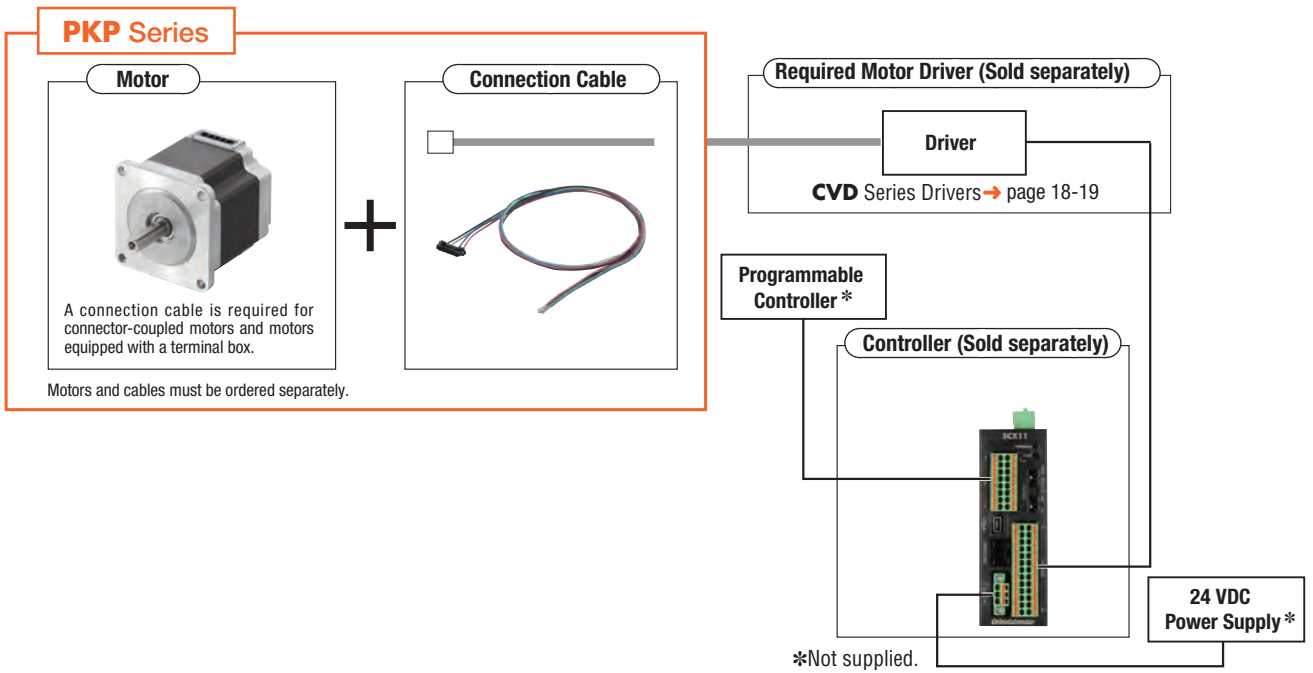 PKP Series
Motor
A connection cable is required for
connector-coupled motors and motors
equipped with a terminal box.
Connection Cable
Motors and cables must be ordered separately.
Required Motor Driver (Sold separately)
Driver
CVD Series Drivers➜ page 18-19
Programmable
Controller✻
Controller (Sold separately)
SCX11
Orientalmotor
24 VDC
Power Supply✻
✻Not supplied.